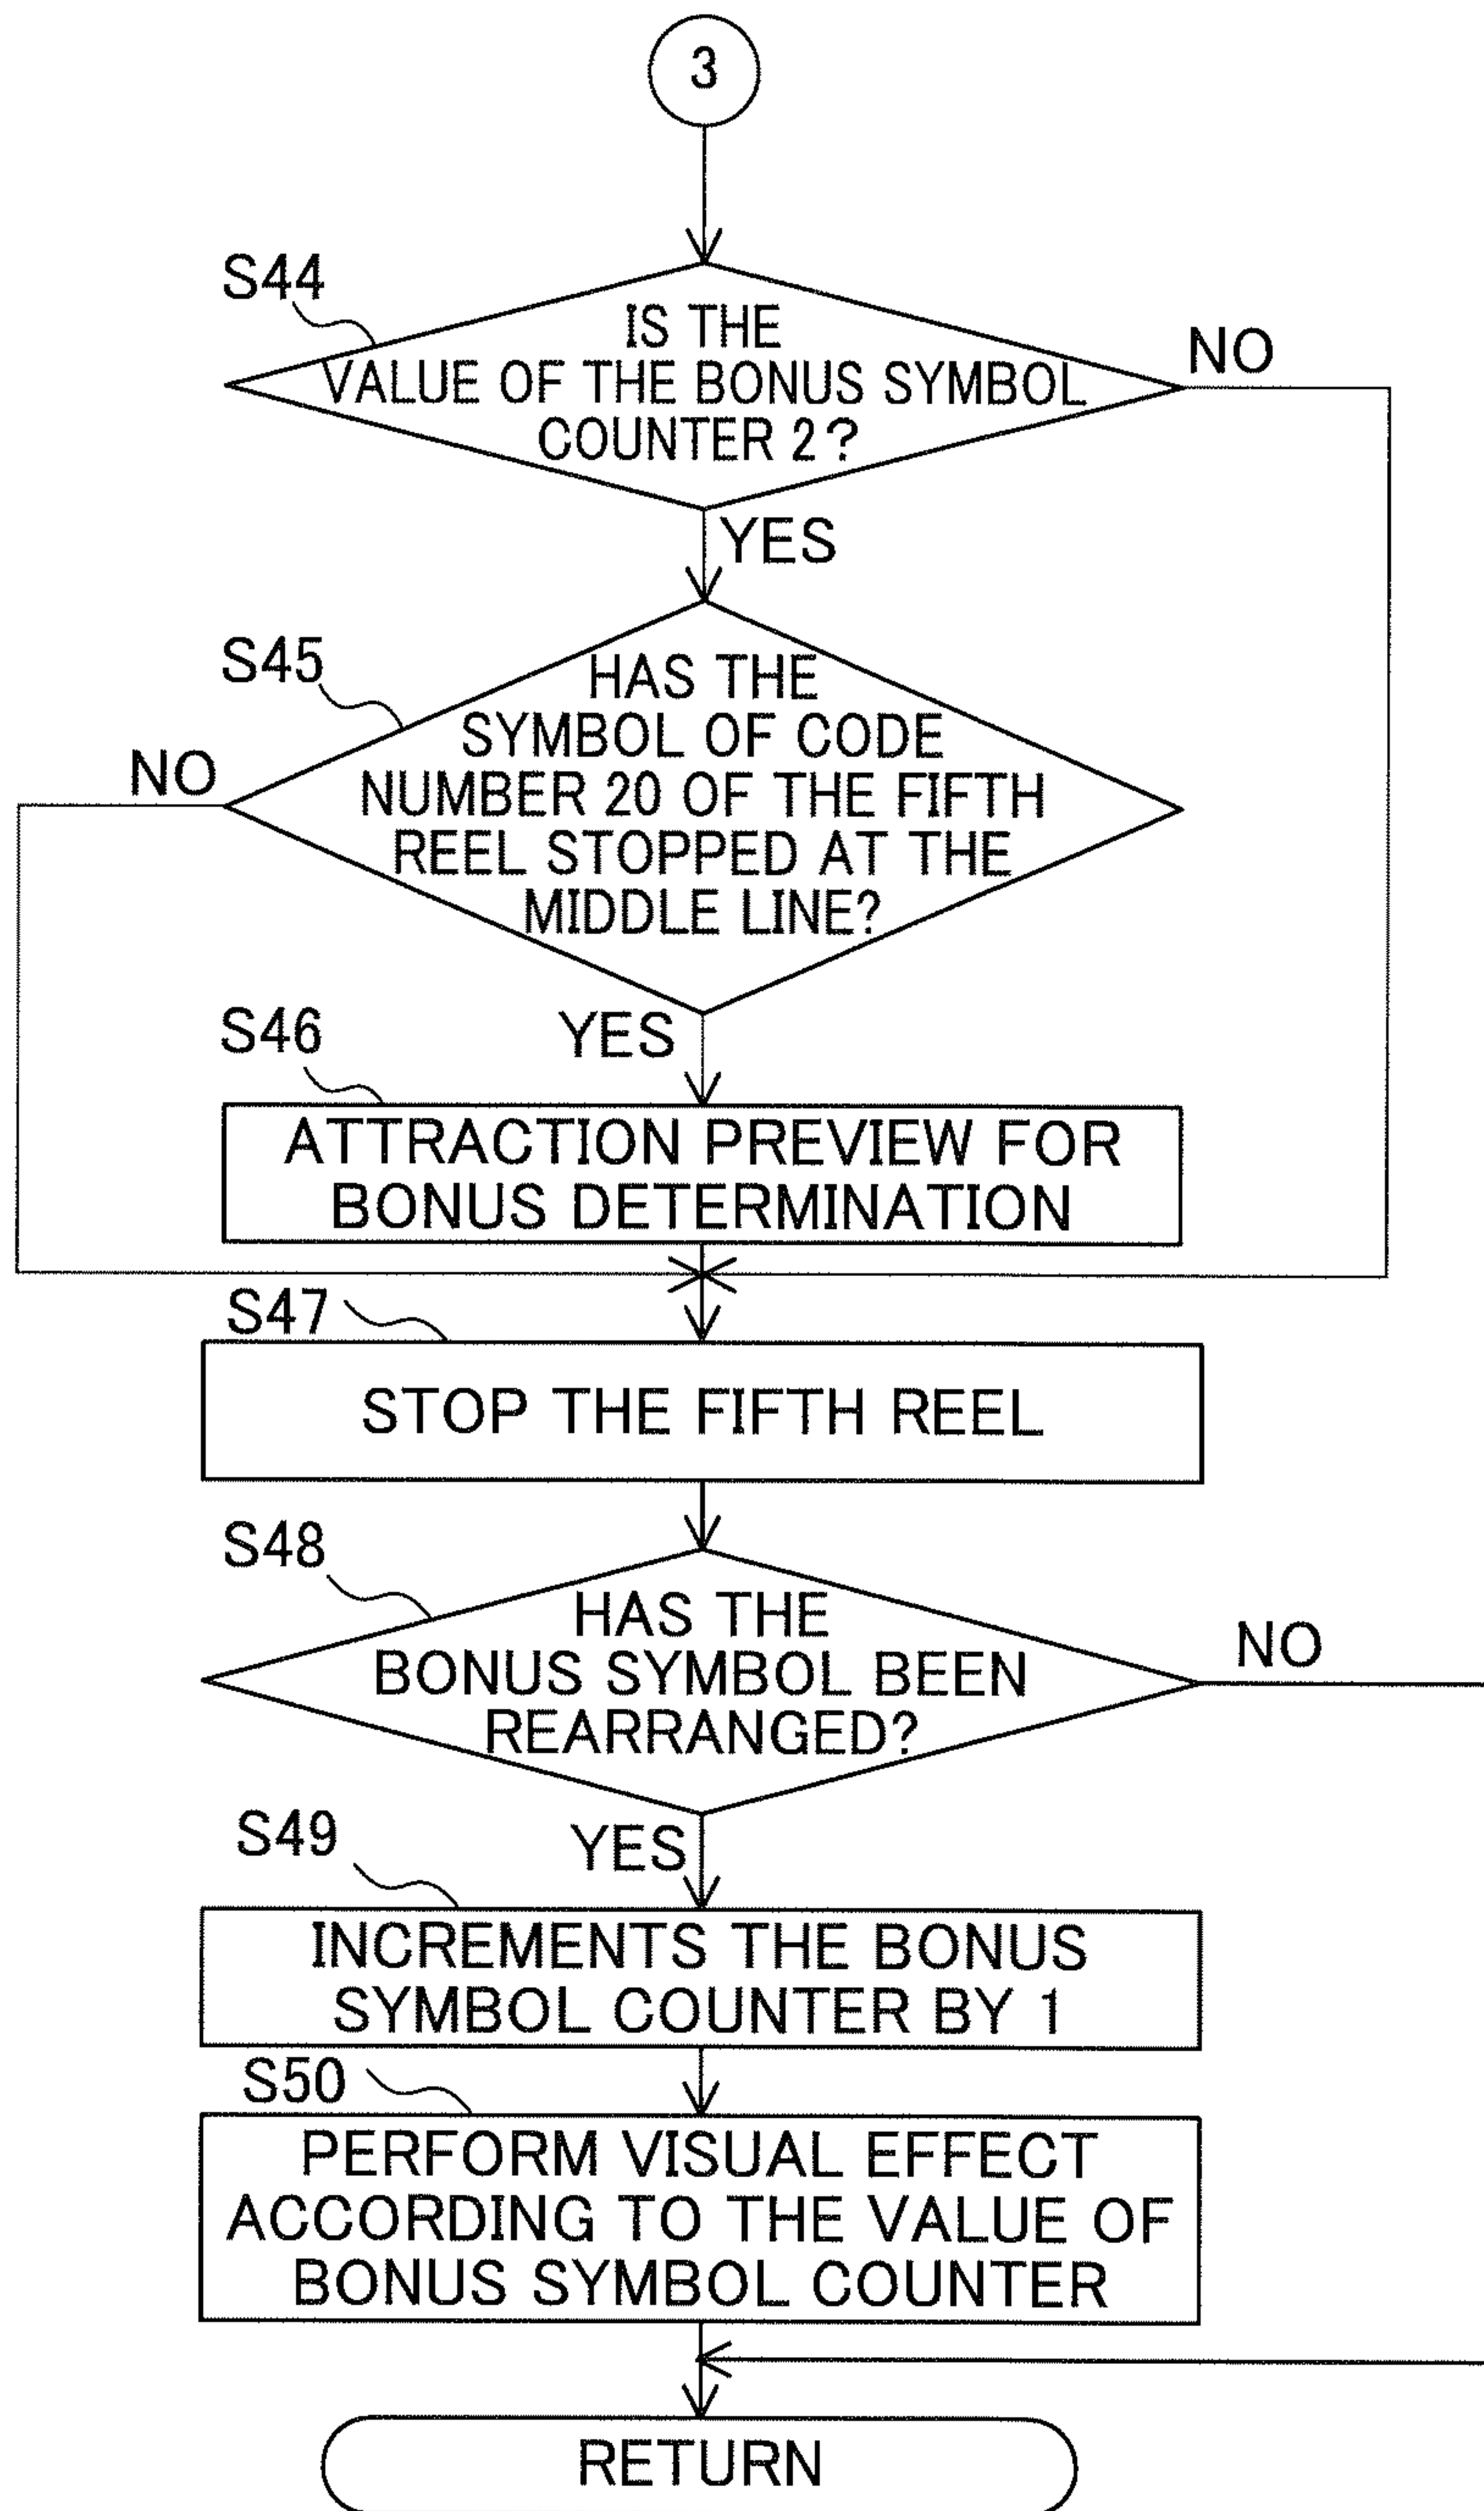 3
S44
IS THE
VALUE OF THE BONUS SYMBOL
COUNTER 2?
NO
YES
S45
HAS THE
SYMBOL OF CODE
NUMBER 20 OF THE FIFTH
REEL STOPPED AT THE
MIDDLE LINE?
NO
YES
S46
ATTRACTION PREVIEW FOR
BONUS DETERMINATION
S47
STOP THE FIFTH REEL
S48
HAS THE
BONUS SYMBOL BEEN
REARRANGED?
NO
YES
S49
INCREMENTS THE BONUS
SYMBOL COUNTER BY 1
S50
PERFORM VISUAL EFFECT
ACCORDING TO THE VALUE OF
BONUS SYMBOL COUNTER
RETURN